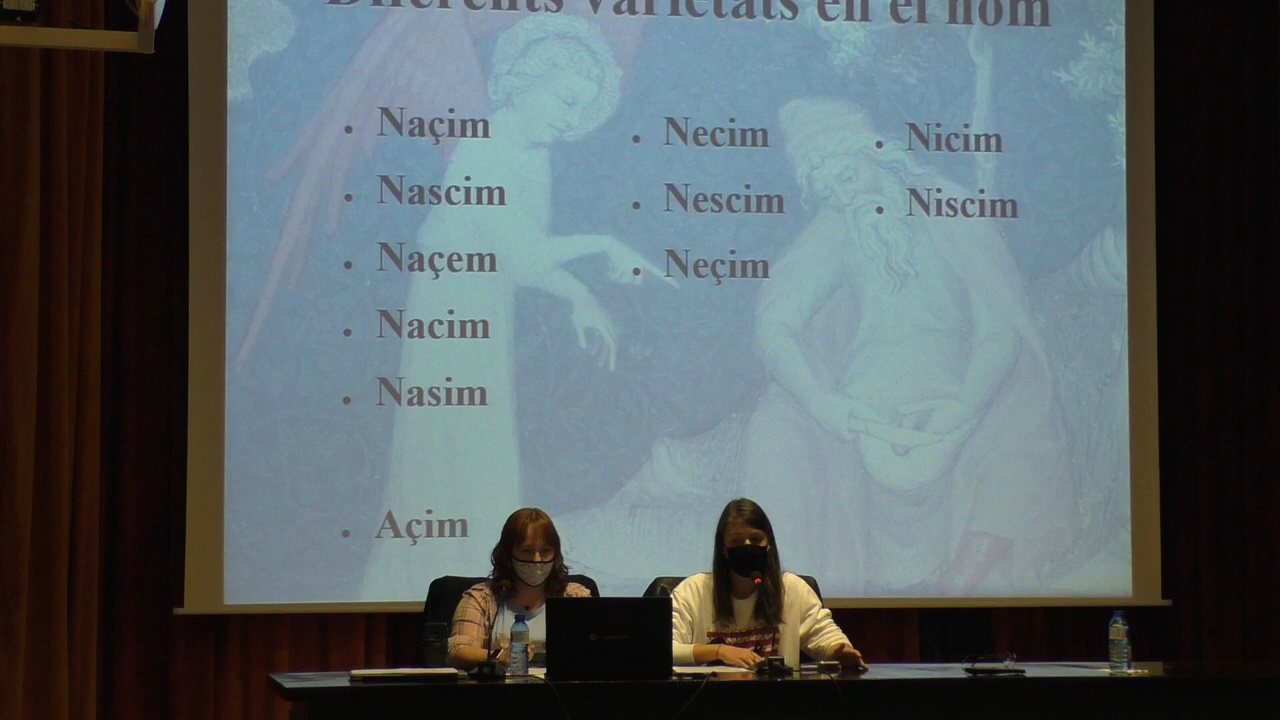 Diferents varietats en el nom
• Naçim
• Nascim
• Naçem
• Nacim
• Nasim
• Açim
• Necim
• Nescim
• Neçim
• Nicim
• Niscim